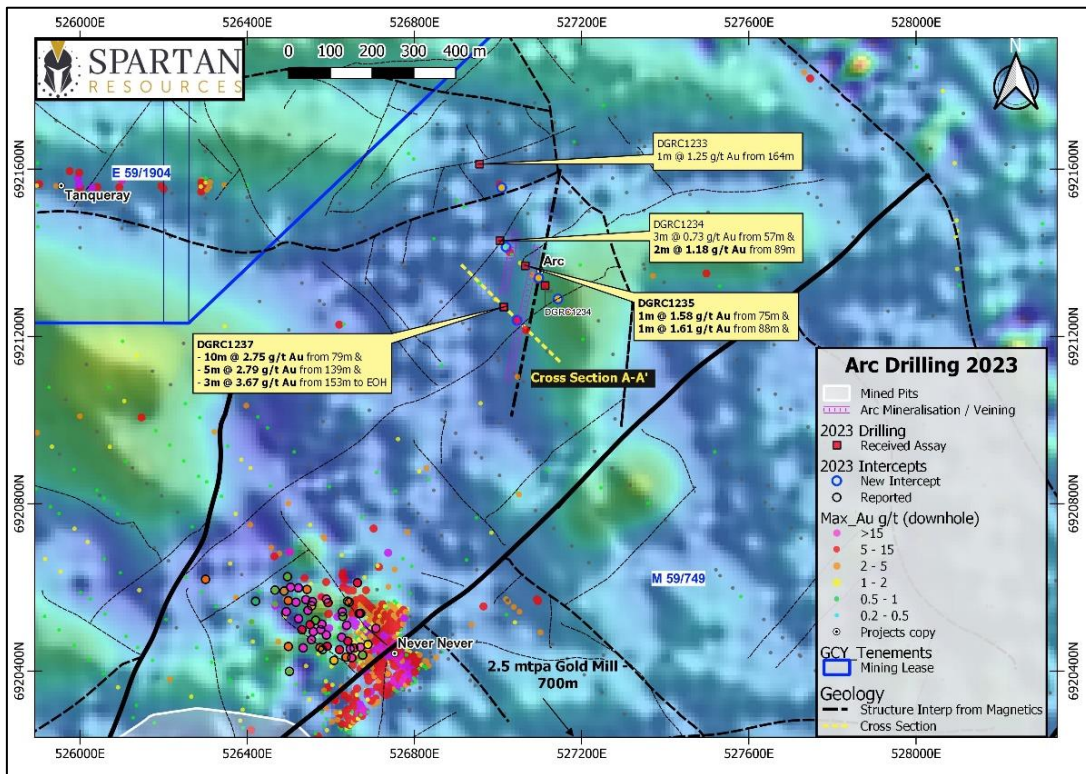 526000E 526400E 526800E 527200E 527600E 528000E
SPARTAN
RESOURCES
0 100 200 300 400 m
N
6921600N
6921200N
6920800N
6920400N
E 59/1904
Tanqueray
DGRC1233
1m @ 1.25 g/t Au from 164m
DGRC1234
3m @ 0.73 g/t Au from 57m &
2m @ 1.18 g/t Au from 89m
Arc
DGRC1234
DGRC1235
1m @ 1.58 g/t Au from 75m &
1m @ 1.61 g/t Au from 88m &
DGRC1237
- 10m @ 2.75 g/t Au from 79m &
- 5m @ 2.79 g/t Au from 139m &
- 3m @ 3.67 g/t Au from 153m to EOH
Cross Section A-A'
M 59/749
Never Never
2.5 mtpa Gold Mill -
700m
Arc Drilling 2023
Mined Pits
Arc Mineralisation / Veining
2023 Drilling
Received Assay
2023 Intercepts
New Intercept
Reported
Max_Au g/t (downhole)
>15
5 - 15
2 - 5
1 - 2
0.5 - 1
0.2 - 0.5
Projects copy
GCY_Tenements
Mining Lease
Geology
Structure Interp from Magnetics
Cross Section
6921600N
6921200N
6920800N
6920400N
526000E 526400E 526800E 527200E 527600E 528000E